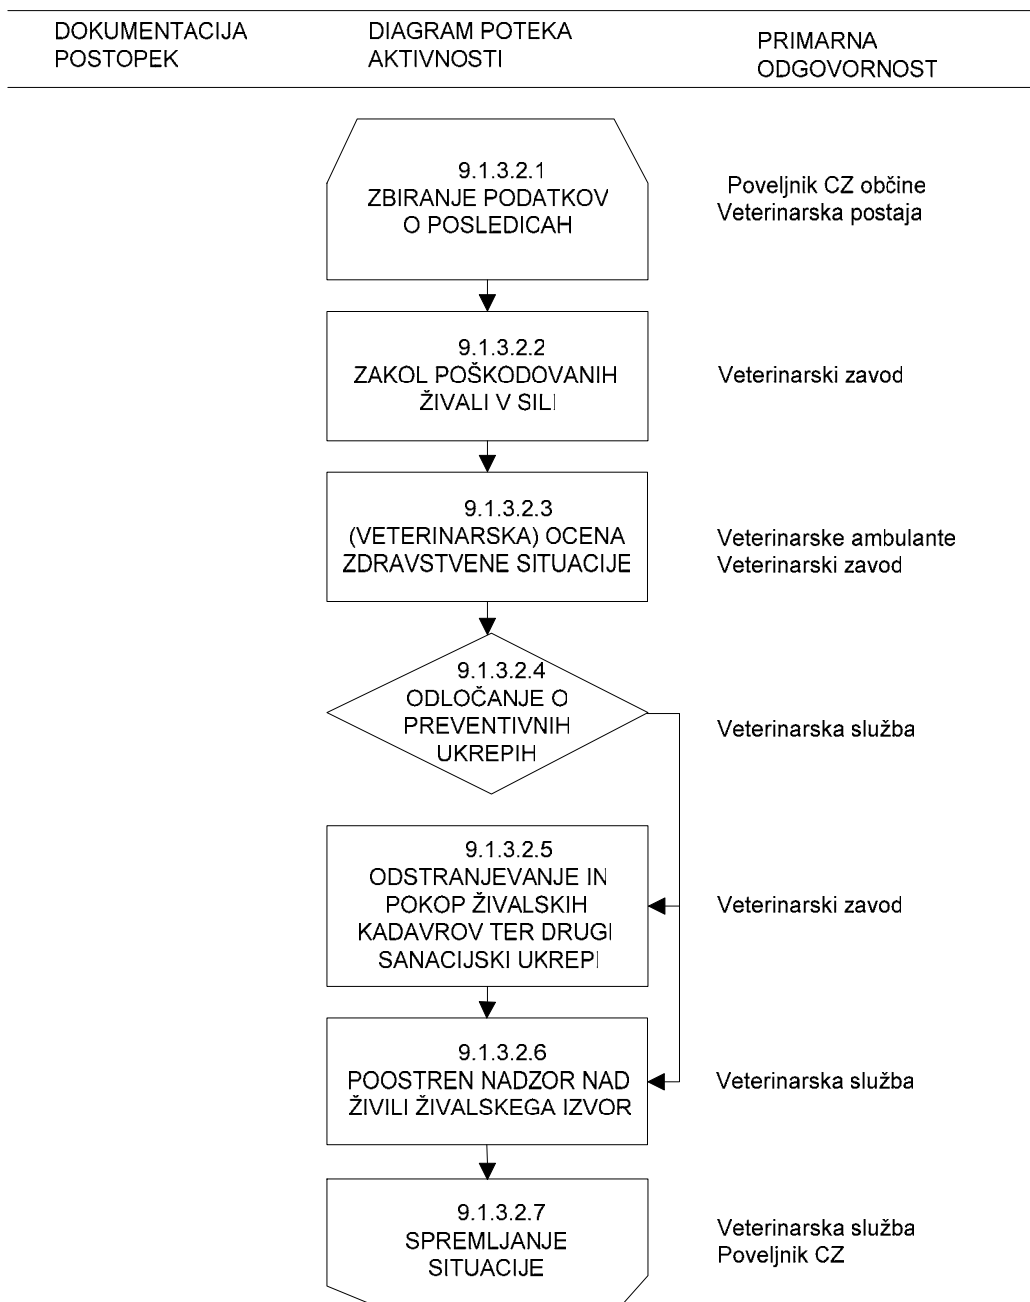 DOKUMENTACIJA
POSTOPEK
DIAGRAM POTEKA
AKTIVNOSTI
PRIMARNA
ODGOVORNOST
9.1.3.2.1
ZBIRANJE PODATKOV
O POSLEDICAH
Poveljnik CZ občine
Veterinarska postaja
9.1.3.2.2
ZAKOL POŠKODOVANIH
ŽIVALI V SILI
Veterinarski zavod
9.1.3.2.3
(VETERINARSKA) OCENA
ZDRAVSTVENE SITUACIJE
Veterinarske ambulante
Veterinarski zavod
9.1.3.2.4
ODLOČANJE O
PREVENTIVNIH
UKREPIH
Veterinarska služba
9.1.3.2.5
ODSTRANJEVANJE IN
POKOP ŽIVALSKIH
KADAVROV TER DRUGI
SANACIJSKI UKREPI
Veterinarski zavod
9.1.3.2.6
POOSTREN NADZOR NAD
ŽIVILI ŽIVALSKEGA IZVOR
Veterinarska služba
9.1.3.2.7
SPREMLJANJE
SITUACIJE
Veterinarska služba
Poveljnik CZ